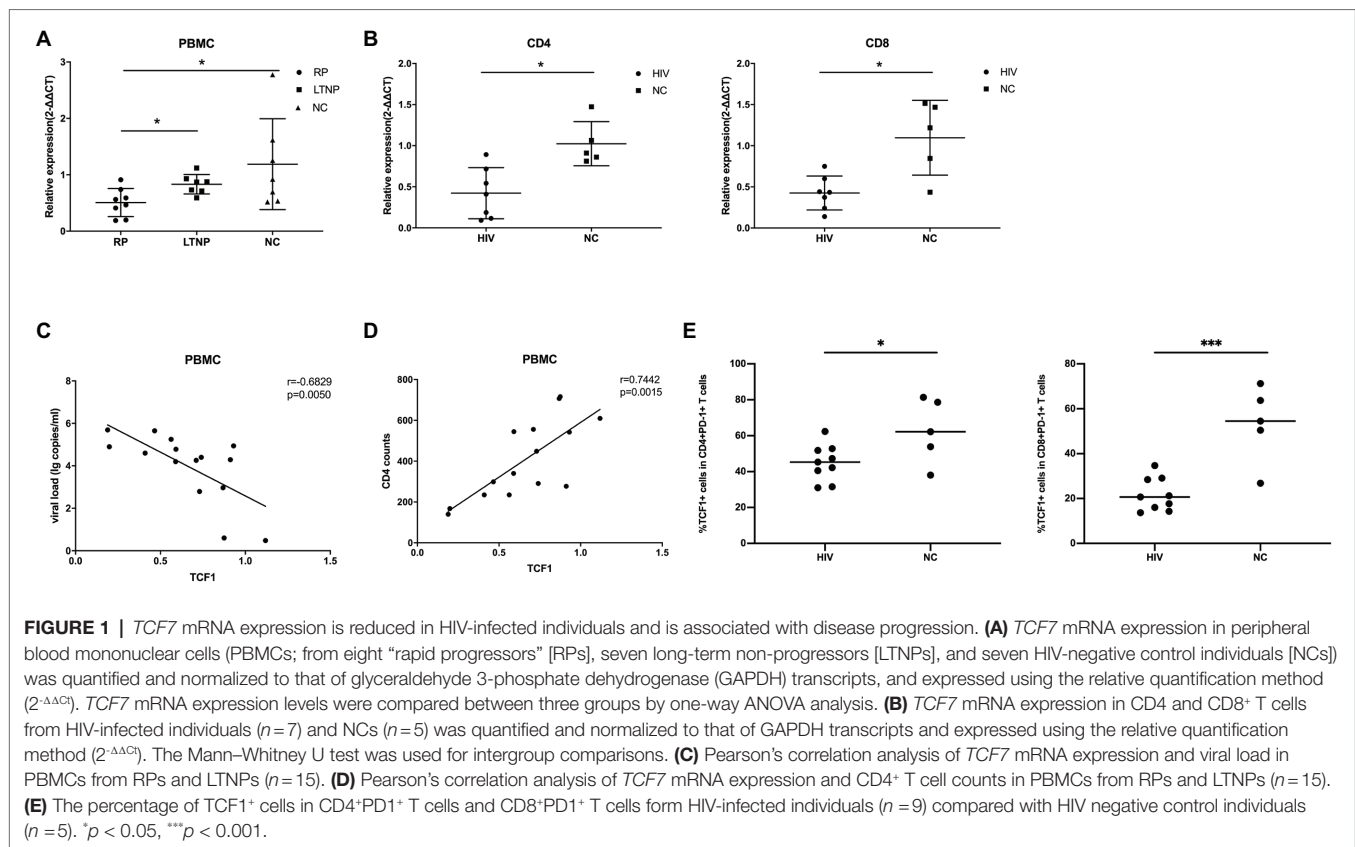 A
PBMC
Relative expression(2-ΔΔCT)
3
2
1
0
*
*
RP
LTNP
NC
RP
LTNP
NC
B
CD4
Relative expression(2-ΔΔCT)
2.0
1.5
1.0
0.5
0.0
*
HIV
NC
HIV
NC
CD8
Relative expression(2-ΔΔCT)
2.0
1.5
1.0
0.5
0.0
*
HIV
NC
HIV
NC
C
PBMC
r=-0.6829
p=0.0050
viral load (lg copies/ml)
8
6
4
2
0
0.0 0.5 1.0 1.5
TCF1
D
PBMC
r=0.7442
p=0.0015
CD4 counts
800
600
400
200
0
0.0 0.5 1.0 1.5
TCF1
E
%TCF1+ cells in CD4+PD-1+ T cells
100
80
60
40
20
0
*
HIV
NC
%TCF1+ cells in CD8+PD-1+ T cells
80
60
40
20
0
***
HIV
NC
FIGURE 1 | TCF7 mRNA expression is reduced in HIV-infected individuals and is associated with disease progression. (A) TCF7 mRNA expression in peripheral
blood mononuclear cells (PBMCs; from eight “rapid progressors” [RPs], seven long-term non-progressors [LTNPs], and seven HIV-negative control individuals [NCs])
was quantified and normalized to that of glyceraldehyde 3-phosphate dehydrogenase (GAPDH) transcripts, and expressed using the relative quantification method
(2-ΔΔCt). TCF7 mRNA expression levels were compared between three groups by one-way ANOVA analysis. (B) TCF7 mRNA expression in CD4 and CD8+ T cells
from HIV-infected individuals (n=7) and NCs (n=5) was quantified and normalized to that of GAPDH transcripts and expressed using the relative quantification
method (2-ΔΔCt). The Mann–Whitney U test was used for intergroup comparisons. (C) Pearson’s correlation analysis of TCF7 mRNA expression and viral load in
PBMCs from RPs and LTNPs (n=15). (D) Pearson’s correlation analysis of TCF7 mRNA expression and CD4+ T cell counts in PBMCs from RPs and LTNPs (n=15).
(E) The percentage of TCF1+ cells in CD4+PD1+ T cells and CD8+PD1+ T cells form HIV-infected individuals (n=9) compared with HIV negative control individuals
(n=5). *p < 0.05, ***p < 0.001.